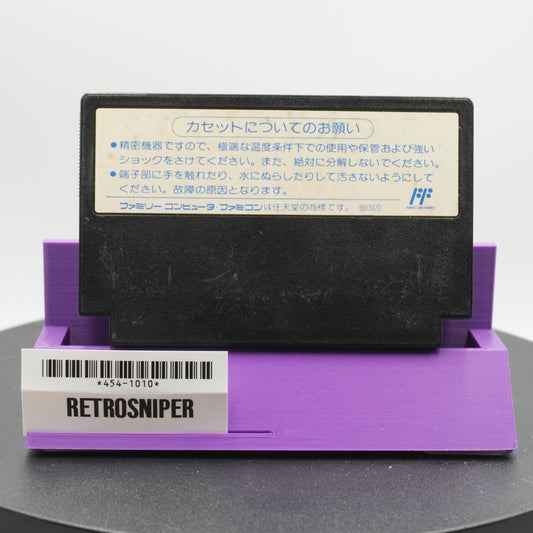 カセットについてのお願い
●精密機器ですので、極端な温度条件下での使用や保管および強い
ショックをさけてください。また、絶対に分解しないでください。
●端子部に手を触れたり、水にぬらしたりして汚さないようにして
ください。故障の原因となります。
ファミリーコンピュータ・ファミコンは任天堂の商標です。 880920
*454-1010*
RETROSNIPER